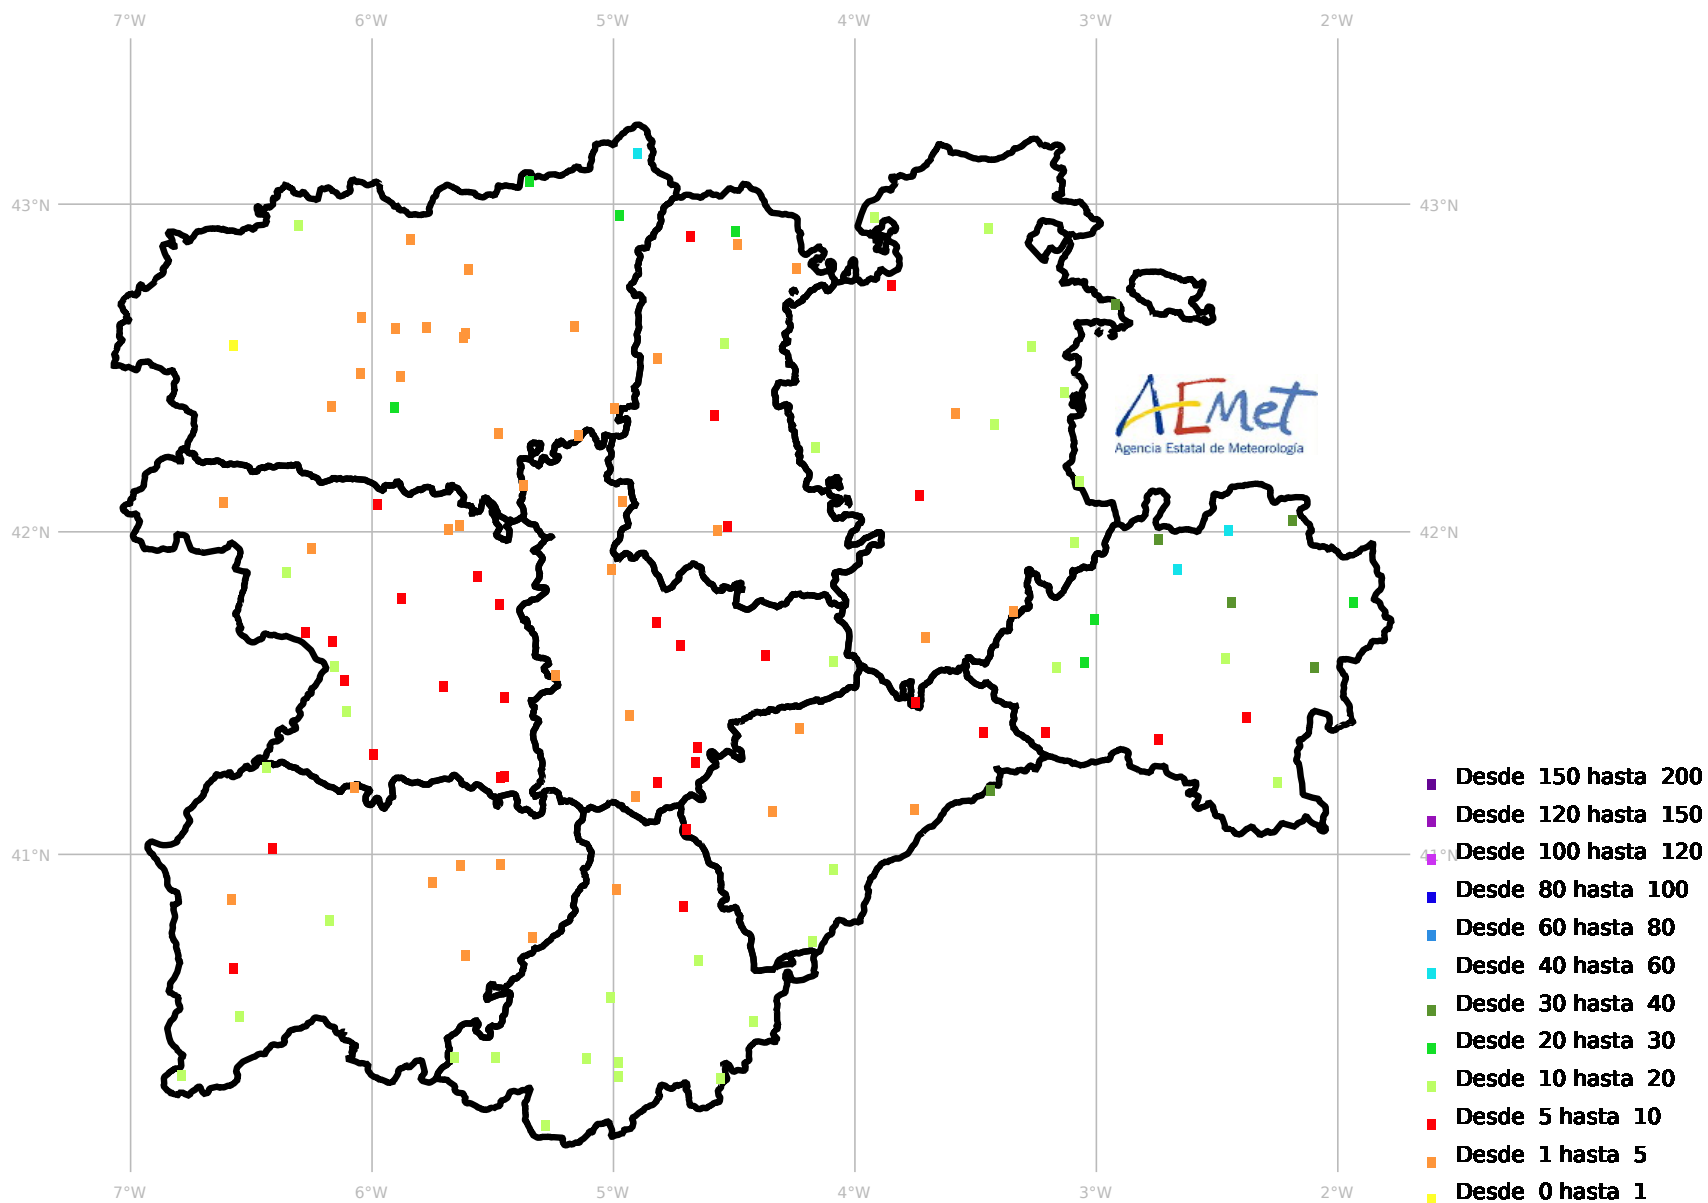 7°W 6°W 5°W 4°W 3°W 2°W
43°N 43°N
AEMet
Agencia Estatal de Meteorología
42°N 42°N
Desde 150 hasta 200
Desde 120 hasta 150
41°N 41°N
Desde 100 hasta 120
Desde 80 hasta 100
Desde 60 hasta 80
Desde 40 hasta 60
Desde 30 hasta 40
Desde 20 hasta 30
Desde 10 hasta 20
Desde 5 hasta 10
Desde 1 hasta 5
Desde 0 hasta 1
7°W 6°W 5°W 4°W 3°W 2°W